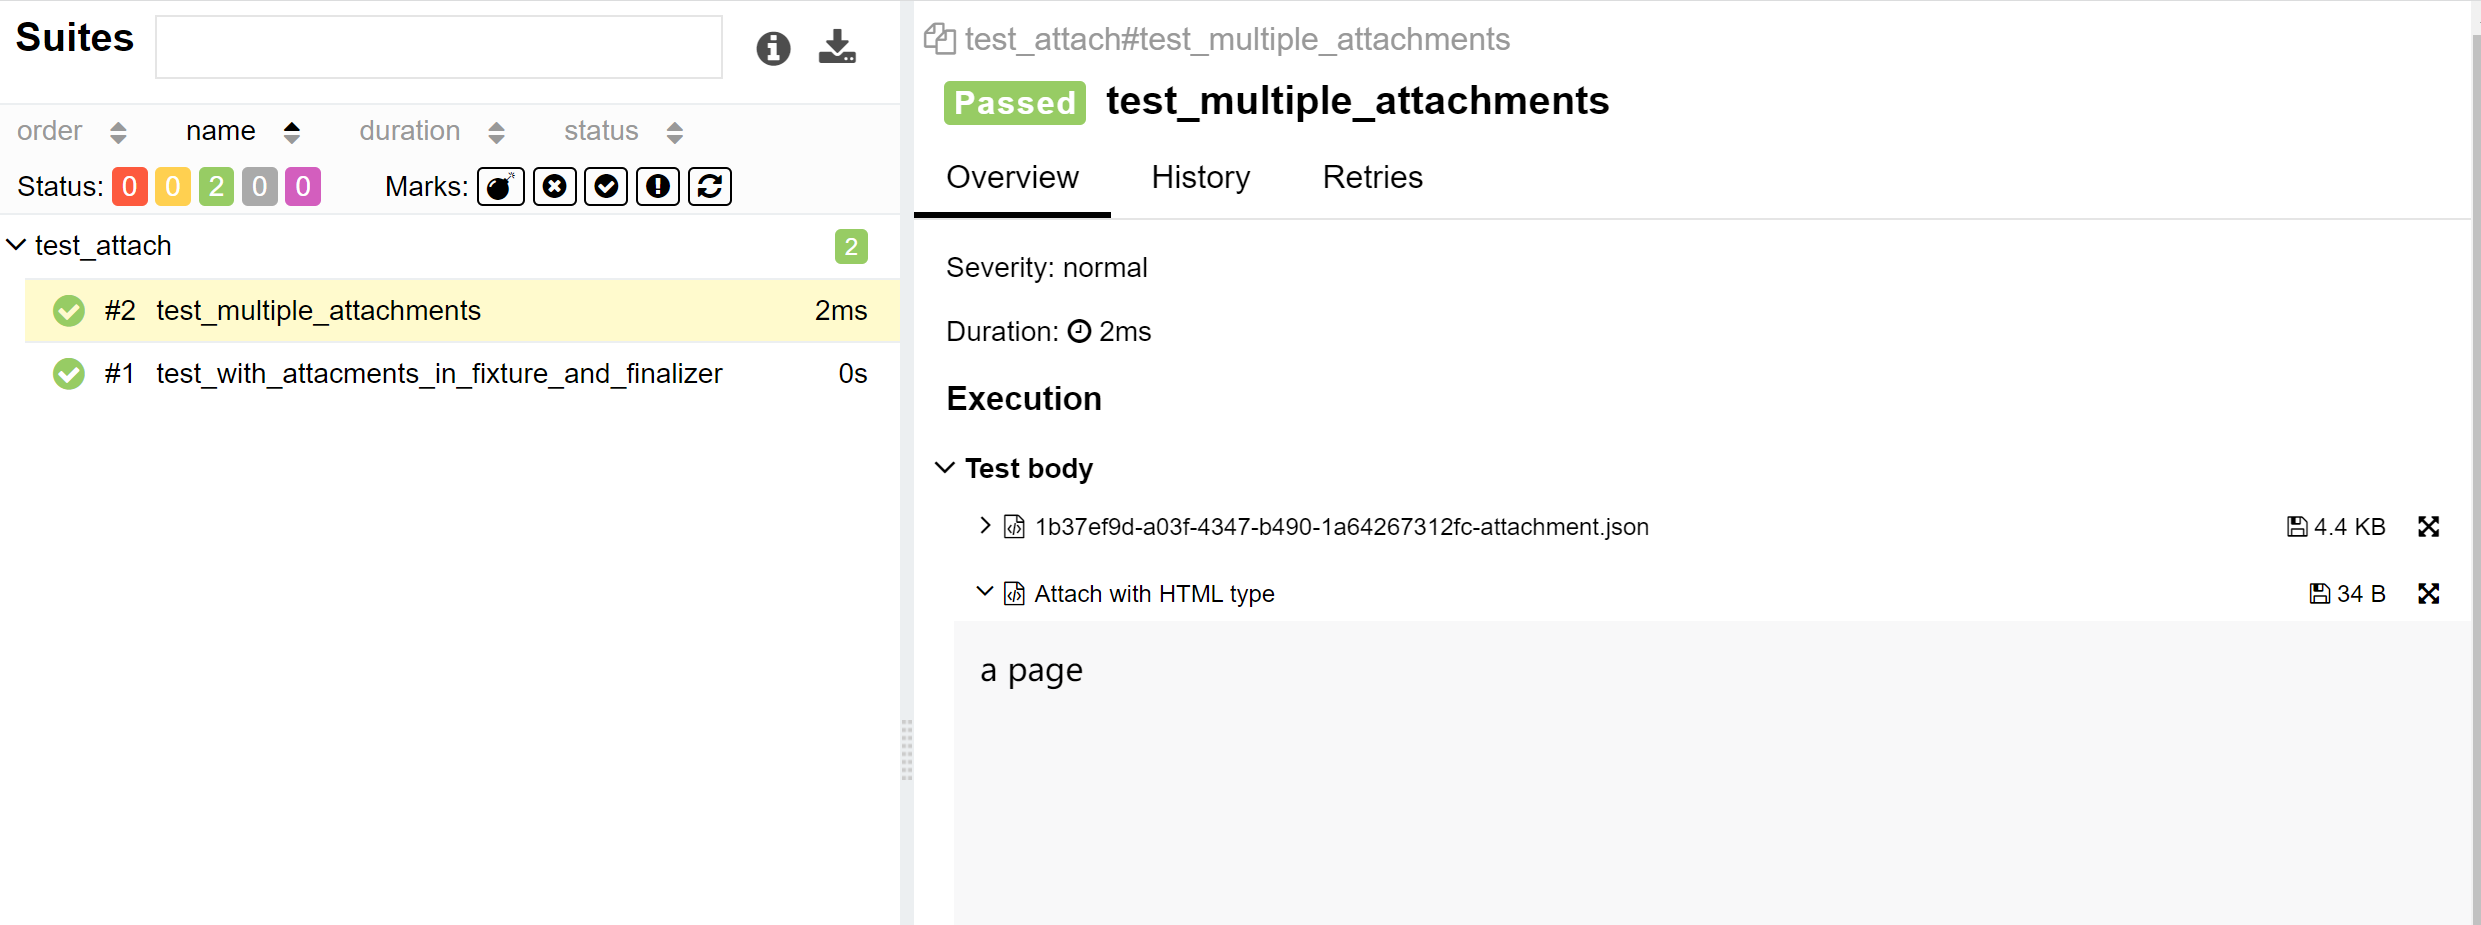 Suites
order name duration status
Status: 0 0 2 0 0 Marks:
test_attach 2
#2 test_multiple_attachments 2ms
#1 test_with_attacments_in_fixture_and_finalizer 0s
test_attach#test_multiple_attachments
Passed test_multiple_attachments
Overview History Retries
Severity: normal
Duration: 2ms
Execution
Test body
1b37ef9d-a03f-4347-b490-1a64267312fc-attachment.json 4.4 KB
Attach with HTML type 34 B
a page